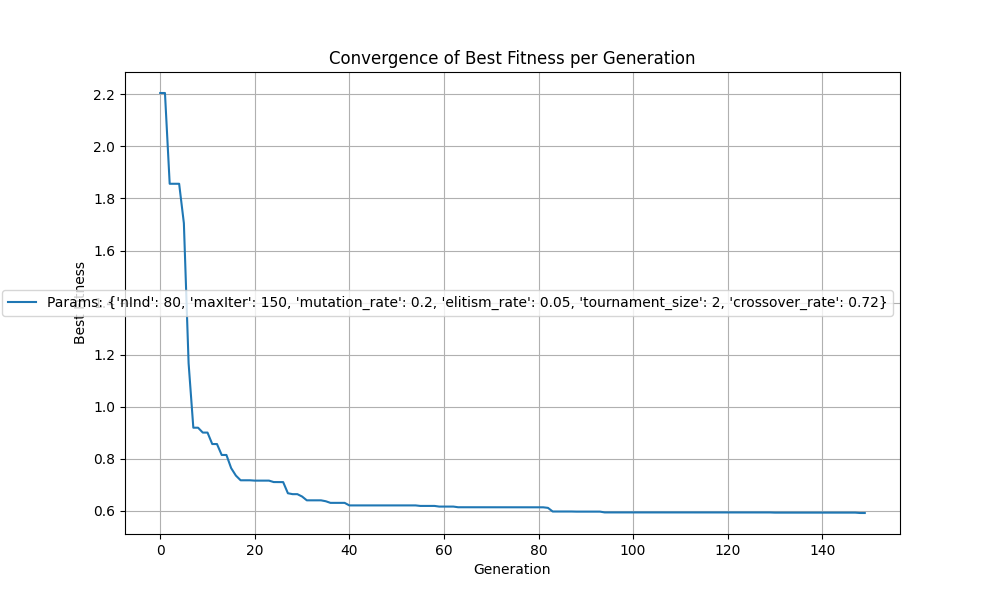 Convergence of Best Fitness per Generation
2.2
2.0
1.8
1.6
1.2
1.0
0.8
0.6
Best
ness
Params: {'nInd': 80, 'maxIter': 150, 'mutation_rate': 0.2, 'elitism_rate': 0.05, 'tournament_size': 2, 'crossover_rate': 0.72}
0 20 40 60 80 100 120 140
Generation